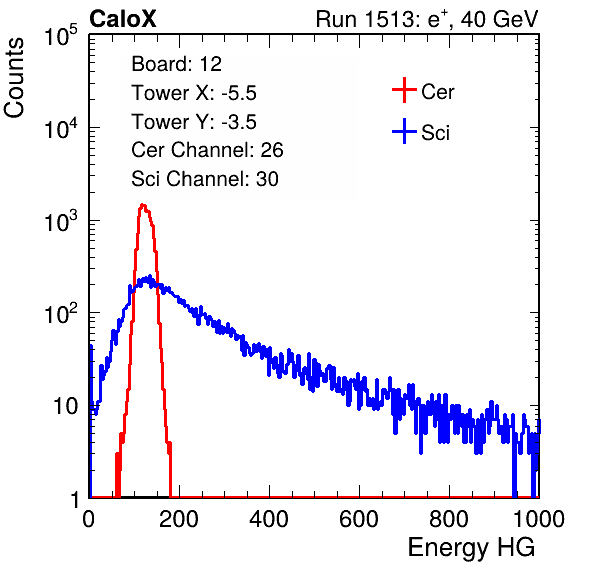 CaloX Run 1513: e⁺, 40 GeV
Counts
Board: 12
Tower X: -5.5
Tower Y: -3.5
Cer Channel: 26
Sci Channel: 30
Cer
Sci
10⁵
10⁴
10³
10²
10
1
0 200 400 600 800 1000
Energy HG